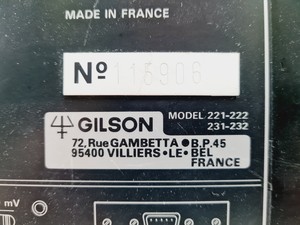 MADE IN FRANCE
Nº 113906
MODEL 221-222
231-232
GILSON
72, Rue GAMBETTA ● B.P.45
95400 VILLIERS • LE • BEL
FRANCE
mV